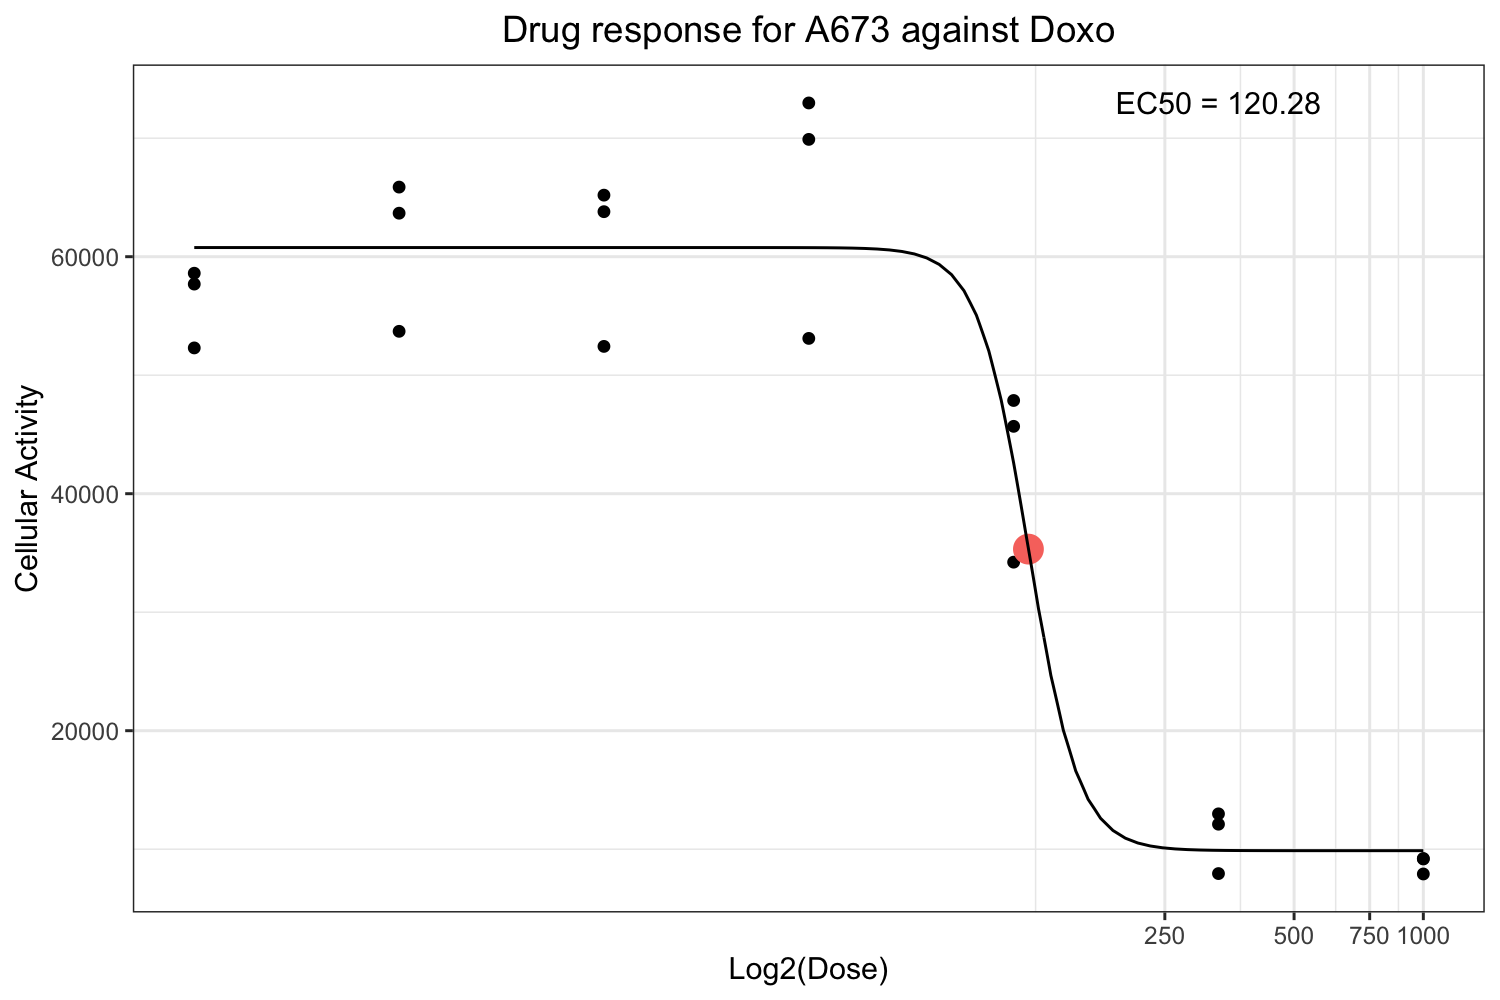 Drug response for A673 against Doxo
EC50 = 120.28
60000
40000
20000
Cellular Activity
250 500 750 1000
Log2(Dose)